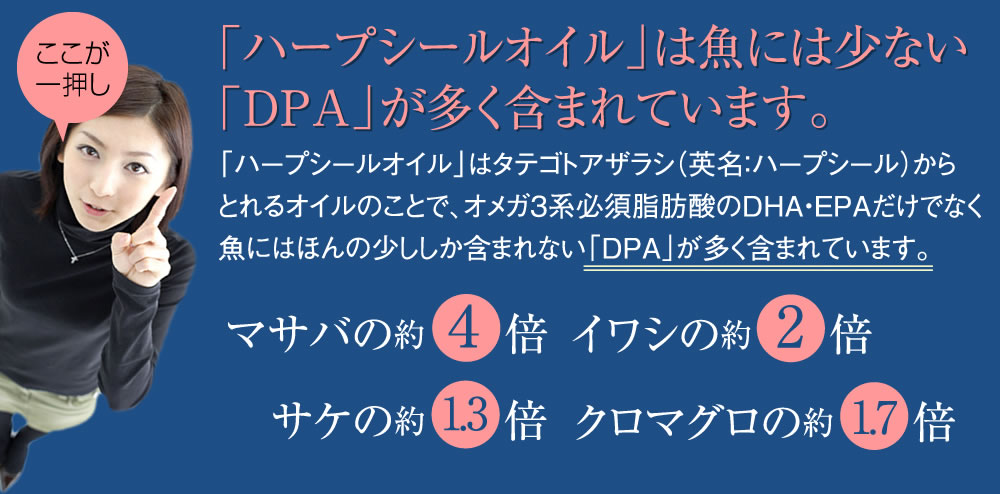 ここが
一押し
「ハープシールオイル」は魚には少ない
「DPA」が多く含まれています。
「ハープシールオイル」はタテゴトアザラシ（英名：ハープシール）から
とれるオイルのことで、オメガ3系必須脂肪酸のDHA・EPAだけでなく
魚にはほんの少ししか含まれない「DPA」が多く含まれています。
マサバの約4倍 イワシの約2倍
サケの約1.3倍 クロマグロの約1.7倍